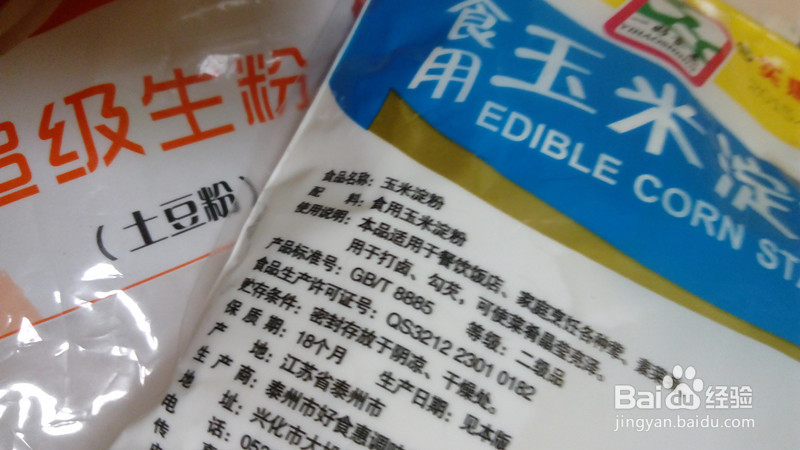 超级生粉
(土豆粉)
食用
玉米淀
EDIBLE CORN ST
食品名称: 玉米淀粉
配 料: 食用玉米淀粉
使用说明: 本品适用于餐饮饭店、家庭烹饪各种
用于打卤、勾芡,可使菜肴晶莹亮泽。
产品标准号: GB/T 8885 等级: 二级品
食品生产许可证号: QS3212 2301 0182
贮存条件: 密封存放于阴凉、干燥处。
保质期: 18个月 生产日期: 见本版
产 地: 江苏省泰州市
生产商: 泰州市好食惠调味
地 址: 兴化市大
电 话: 052
传
Baidu经验
jingyan.baidu.com